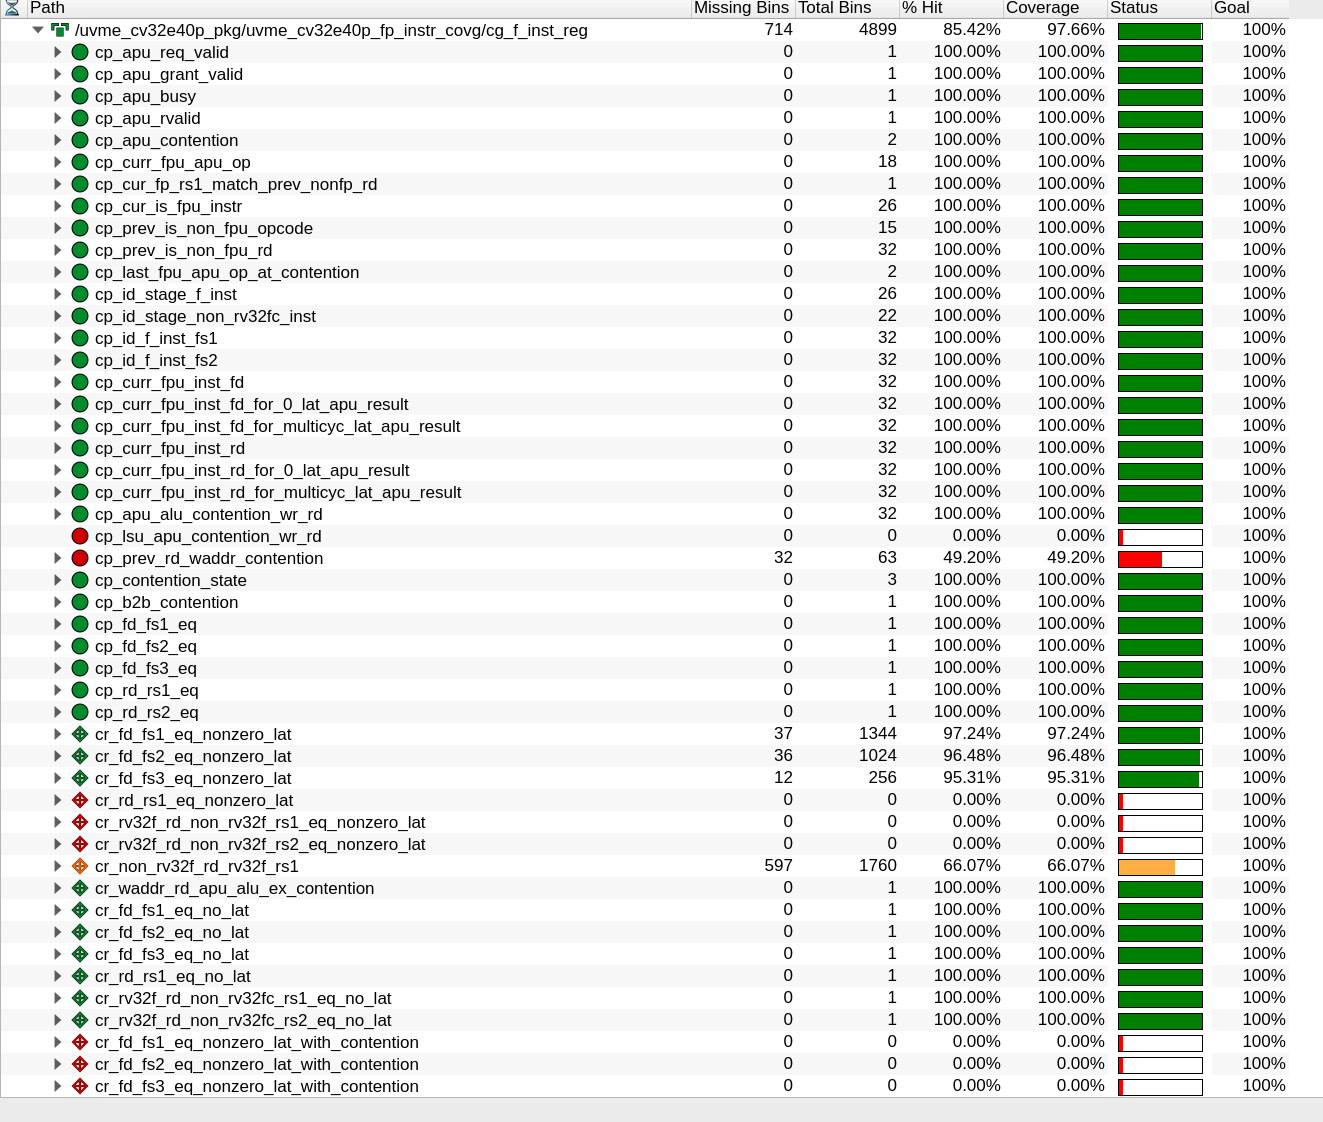 Path Missing Bins Total Bins % Hit Coverage Status Goal
/uvme_cv32e40p_pkg/uvme_cv32e40p_fp_instr_covg/cg_f_inst_reg 714 4899 85.42% 97.66% 100%
cp_apu_req_valid 0 1 100.00% 100.00% 100%
cp_apu_grant_valid 0 1 100.00% 100.00% 100%
cp_apu_busy 0 1 100.00% 100.00% 100%
cp_apu_rvalid 0 1 100.00% 100.00% 100%
cp_apu_contention 0 2 100.00% 100.00% 100%
cp_curr_fpu_apu_op 0 18 100.00% 100.00% 100%
cp_cur_fp_rs1_match_prev_nonfp_rd 0 1 100.00% 100.00% 100%
cp_cur_is_fpu_instr 0 26 100.00% 100.00% 100%
cp_prev_is_non_fpu_opcode 0 15 100.00% 100.00% 100%
cp_prev_is_non_fpu_rd 0 32 100.00% 100.00% 100%
cp_last_fpu_apu_op_at_contention 0 2 100.00% 100.00% 100%
cp_id_stage_f_inst 0 26 100.00% 100.00% 100%
cp_id_stage_non_rv32fc_inst 0 22 100.00% 100.00% 100%
cp_id_f_inst_fs1 0 32 100.00% 100.00% 100%
cp_id_f_inst_fs2 0 32 100.00% 100.00% 100%
cp_curr_fpu_inst_fd 0 32 100.00% 100.00% 100%
cp_curr_fpu_inst_fd_for_0_lat_apu_result 0 32 100.00% 100.00% 100%
cp_curr_fpu_inst_fd_for_multicyc_lat_apu_result 0 32 100.00% 100.00% 100%
cp_curr_fpu_inst_rd 0 32 100.00% 100.00% 100%
cp_curr_fpu_inst_rd_for_0_lat_apu_result 0 32 100.00% 100.00% 100%
cp_curr_fpu_inst_rd_for_multicyc_lat_apu_result 0 32 100.00% 100.00% 100%
cp_apu_alu_contention_wr_rd 0 32 100.00% 100.00% 100%
cp_lsu_apu_contention_wr_rd 0 0 0.00% 0.00% 100%
cp_prev_rd_waddr_contention 32 63 49.20% 49.20% 100%
cp_contention_state 0 3 100.00% 100.00% 100%
cp_b2b_contention 0 1 100.00% 100.00% 100%
cp_fd_fs1_eq 0 1 100.00% 100.00% 100%
cp_fd_fs2_eq 0 1 100.00% 100.00% 100%
cp_fd_fs3_eq 0 1 100.00% 100.00% 100%
cp_rd_rs1_eq 0 1 100.00% 100.00% 100%
cp_rd_rs2_eq 0 1 100.00% 100.00% 100%
cr_fd_fs1_eq_nonzero_lat 37 1344 97.24% 97.24% 100%
cr_fd_fs2_eq_nonzero_lat 36 1024 96.48% 96.48% 100%
cr_fd_fs3_eq_nonzero_lat 12 256 95.31% 95.31% 100%
cr_rd_rs1_eq_nonzero_lat 0 0 0.00% 0.00% 100%
cr_rv32f_rd_non_rv32f_rs1_eq_nonzero_lat 0 0 0.00% 0.00% 100%
cr_rv32f_rd_non_rv32f_rs2_eq_nonzero_lat 0 0 0.00% 0.00% 100%
cr_non_rv32f_rd_rv32f_rs1 597 1760 66.07% 66.07% 100%
cr_waddr_rd_apu_alu_ex_contention 0 1 100.00% 100.00% 100%
cr_fd_fs1_eq_no_lat 0 1 100.00% 100.00% 100%
cr_fd_fs2_eq_no_lat 0 1 100.00% 100.00% 100%
cr_fd_fs3_eq_no_lat 0 1 100.00% 100.00% 100%
cr_rd_rs1_eq_no_lat 0 1 100.00% 100.00% 100%
cr_rv32f_rd_non_rv32fc_rs1_eq_no_lat 0 1 100.00% 100.00% 100%
cr_rv32f_rd_non_rv32fc_rs2_eq_no_lat 0 1 100.00% 100.00% 100%
cr_fd_fs1_eq_nonzero_lat_with_contention 0 0 0.00% 0.00% 100%
cr_fd_fs2_eq_nonzero_lat_with_contention 0 0 0.00% 0.00% 100%
cr_fd_fs3_eq_nonzero_lat_with_contention 0 0 0.00% 0.00% 100%